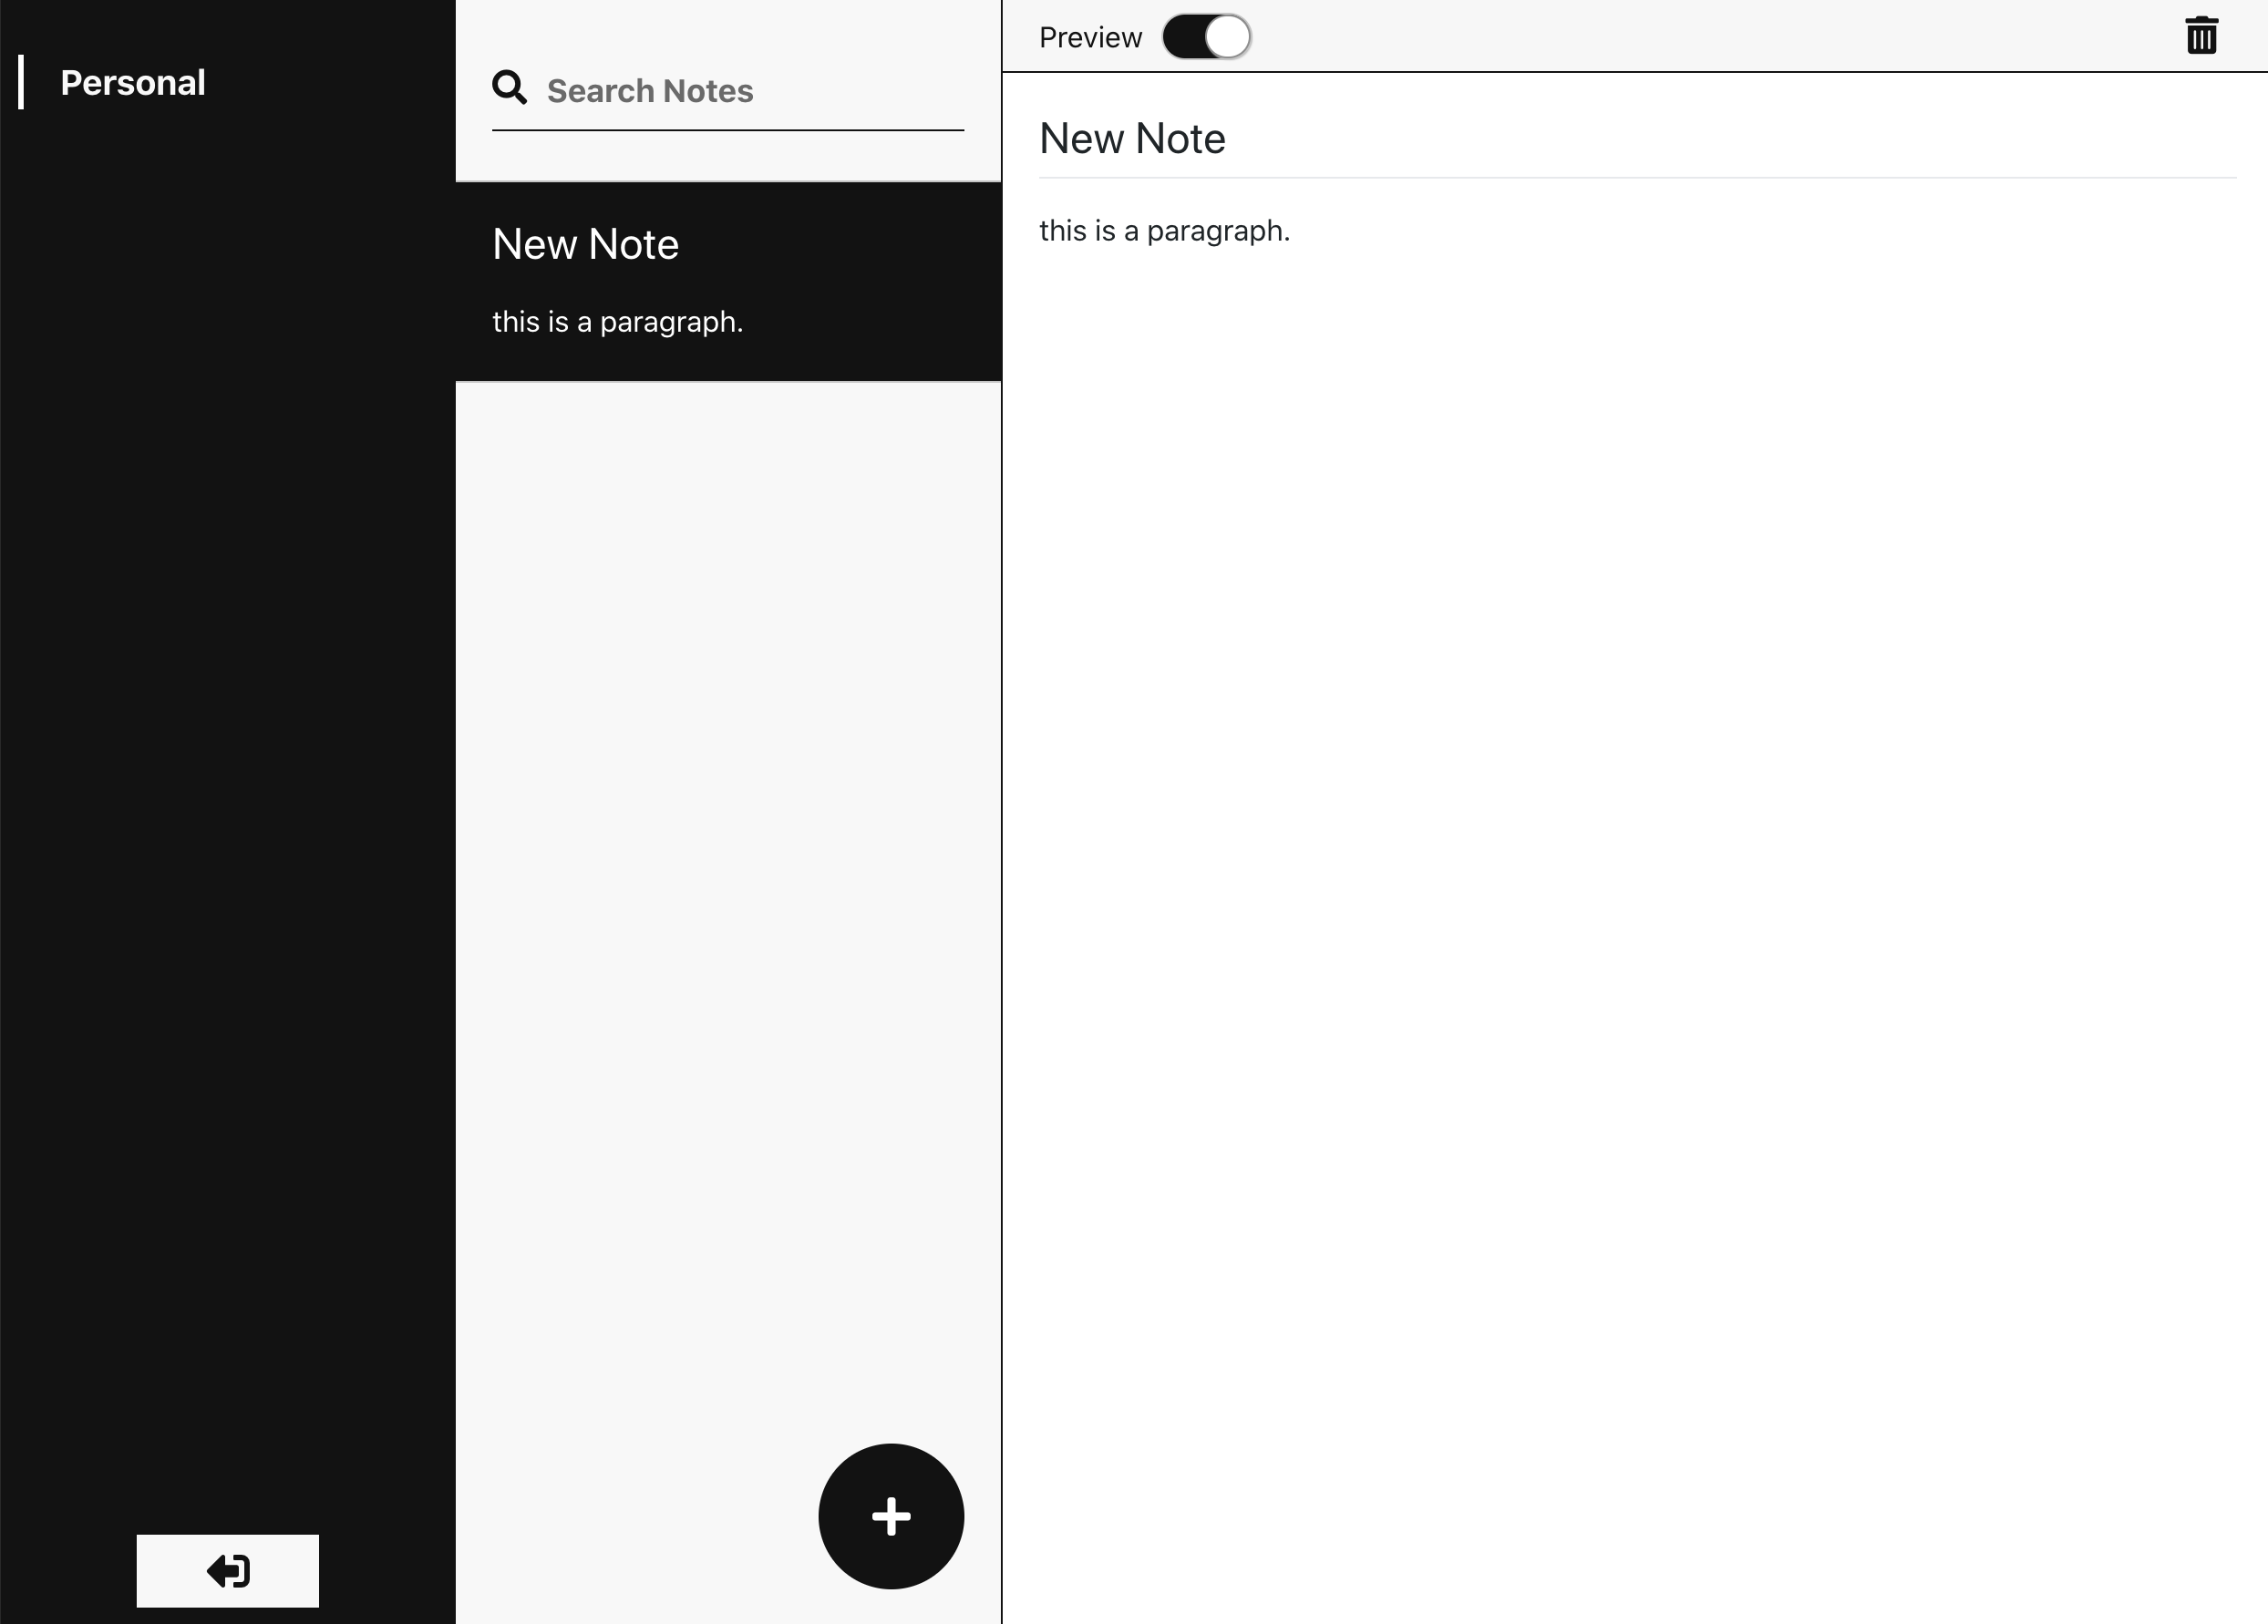 Personal
Search Notes
New Note
this is a paragraph.
Preview
New Note
this is a paragraph.